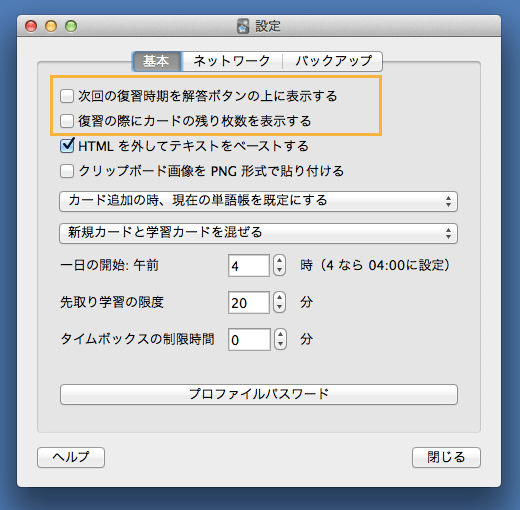 設定
基本 ネットワーク バックアップ
次回の復習時期を解答ボタンの上に表示する
復習の際にカードの残り枚数を表示する
HTML を外してテキストをペーストする
クリップボード画像を PNG 形式で貼り付ける
カード追加の時、現在の単語帳を既定にする
新規カードと学習カードを混ぜる
一日の開始: 午前 4 時（4 なら 04:00に設定）
先取り学習の限度 20 分
タイムボックスの制限時間 0 分
プロファイルパスワード
ヘルプ 閉じる